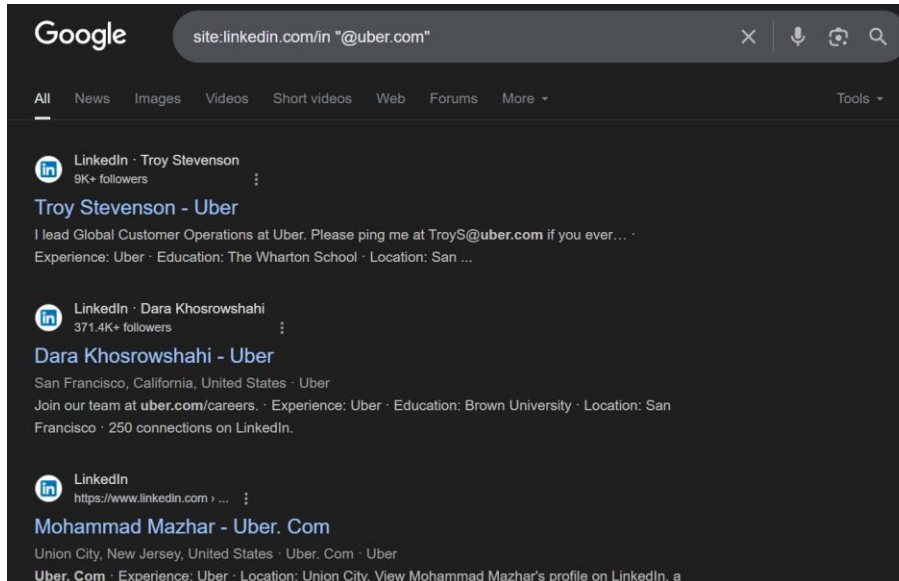 Google
site:linkedin.com/in "@uber.com"
All News Images Videos Short videos Web Forums More Tools
in
LinkedIn · Troy Stevenson
9K+ followers
Troy Stevenson - Uber
I lead Global Customer Operations at Uber. Please ping me at TroyS@uber.com if you ever… ·
Experience: Uber · Education: The Wharton School · Location: San ...
in
LinkedIn · Dara Khosrowshahi
371.4K+ followers
Dara Khosrowshahi - Uber
San Francisco, California, United States · Uber
Join our team at uber.com/careers. · Experience: Uber · Education: Brown University · Location: San
Francisco · 250 connections on LinkedIn.
in
LinkedIn
https://www.linkedin.com › ...
Mohammad Mazhar - Uber. Com
Union City, New Jersey, United States · Uber. Com · Uber
Uber. Com · Experience: Uber · Location: Union City. View Mohammad Mazhar's profile on LinkedIn, a